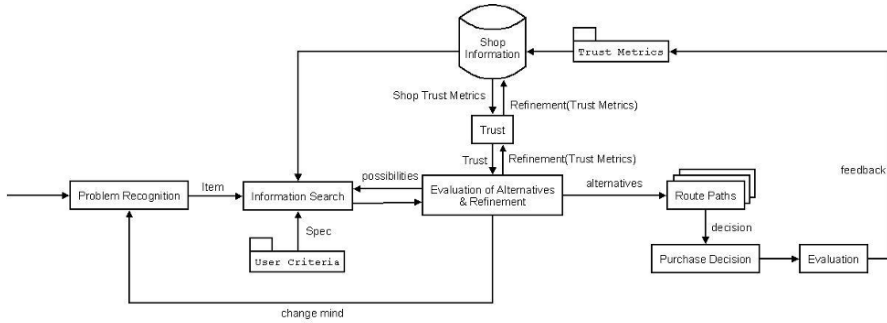 Shop
Information
Trust Metrics
Shop Trust Metrics
Refinement(Trust Metrics)
Trust
Trust
Refinement(Trust Metrics)
possibilities
feedback
Problem Recognition
Item
Information Search
Evaluation of Alternatives
& Refinement
alternatives
Route Paths
Spec
decision
User Criteria
Purchase Decision
Evaluation
change mind